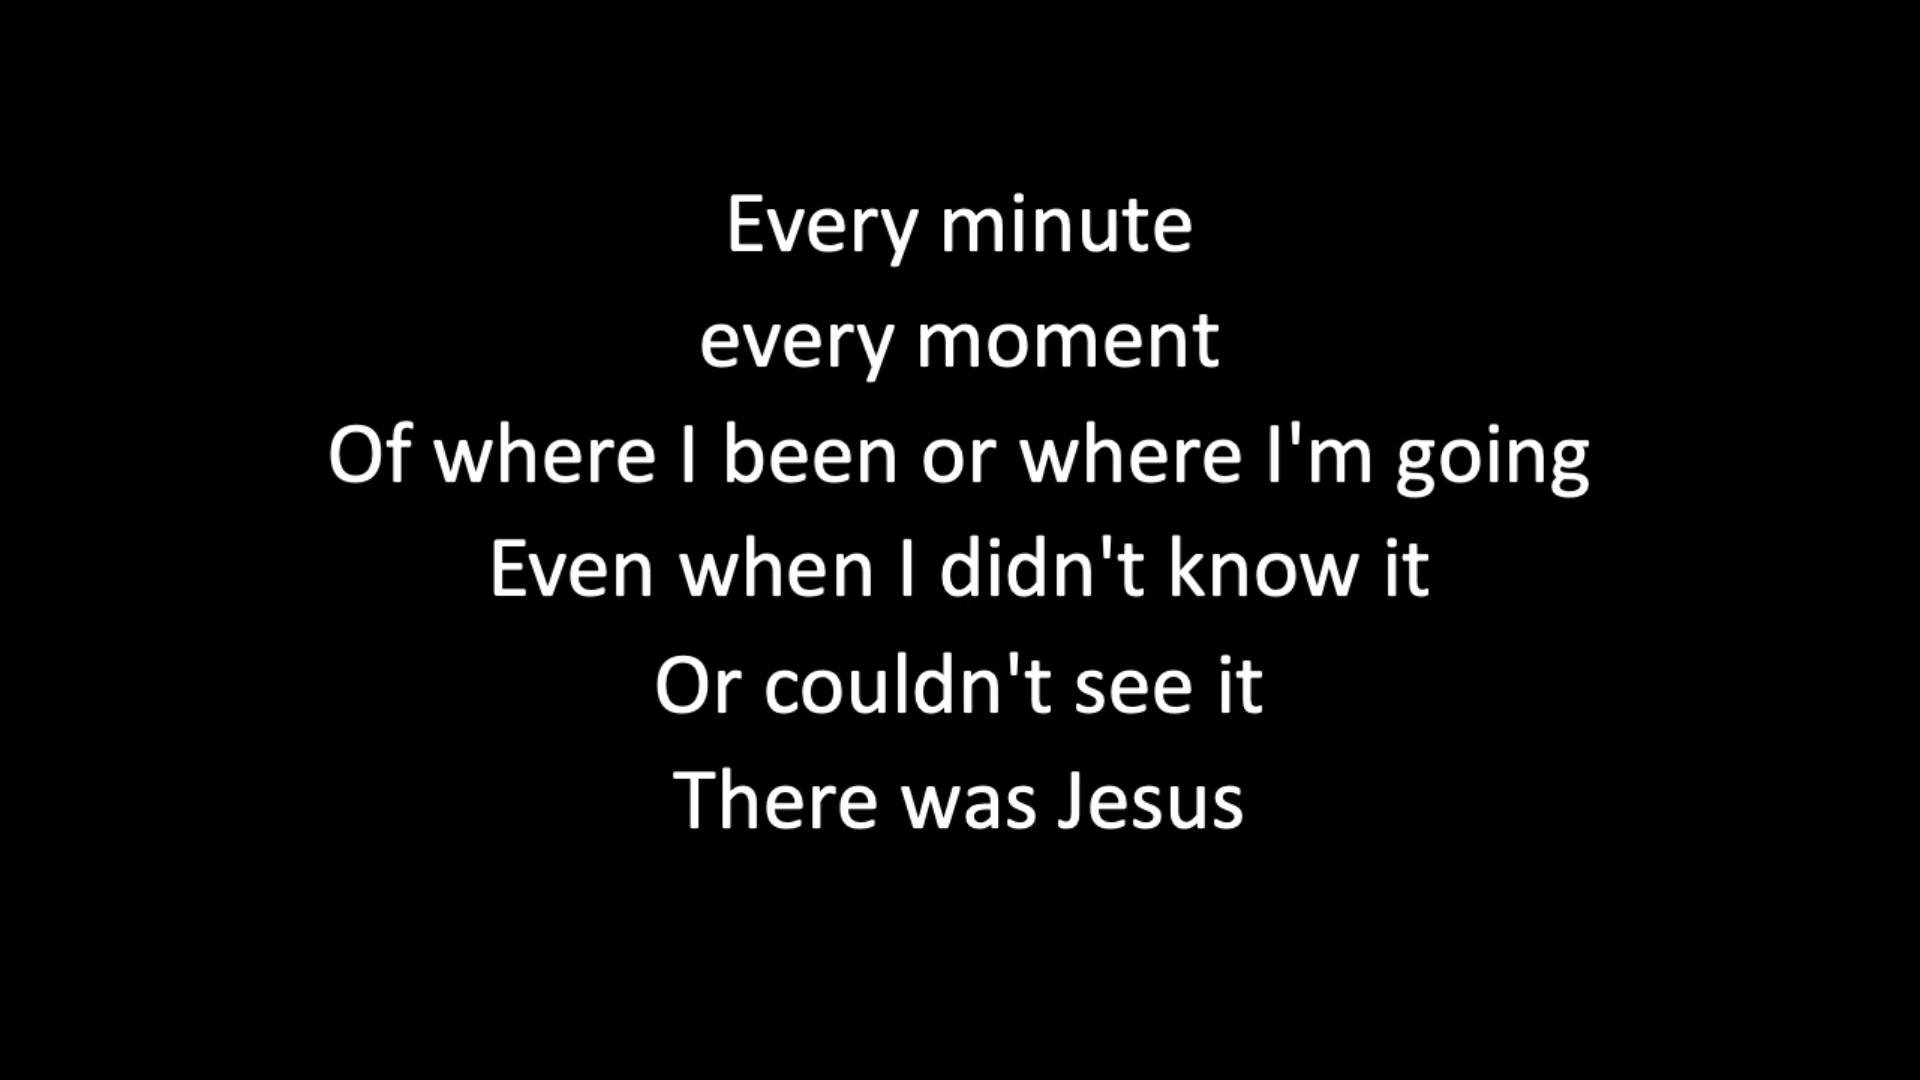 Every minute
every moment
Of where I been or where I'm going
Even when I didn't know it
Or couldn't see it
There was Jesus